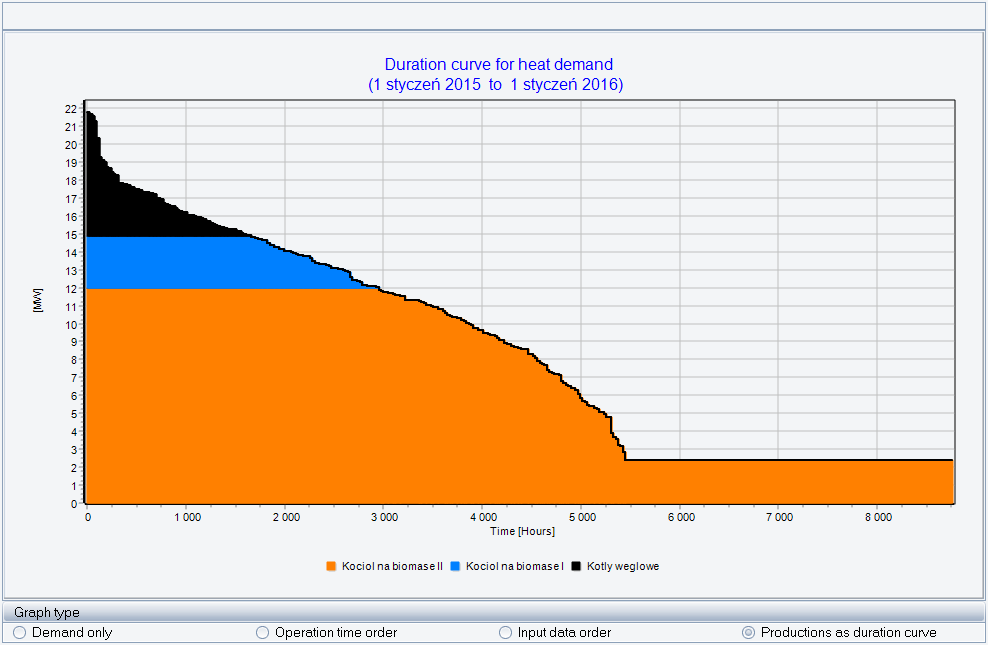 Duration curve for heat demand
(1 styczeń 2015 to 1 styczeń 2016)
22
21
20
19
18
17
16
15
14
13
12
11
10
9
8
7
6
5
4
3
2
1
0
[MW]
0 1 000 2 000 3 000 4 000 5 000 6 000 7 000 8 000
Time [Hours]
Kociol na biomase II Kociol na biomase I Kotly weglowe
Graph type
Demand only Operation time order Input data order Productions as duration curve